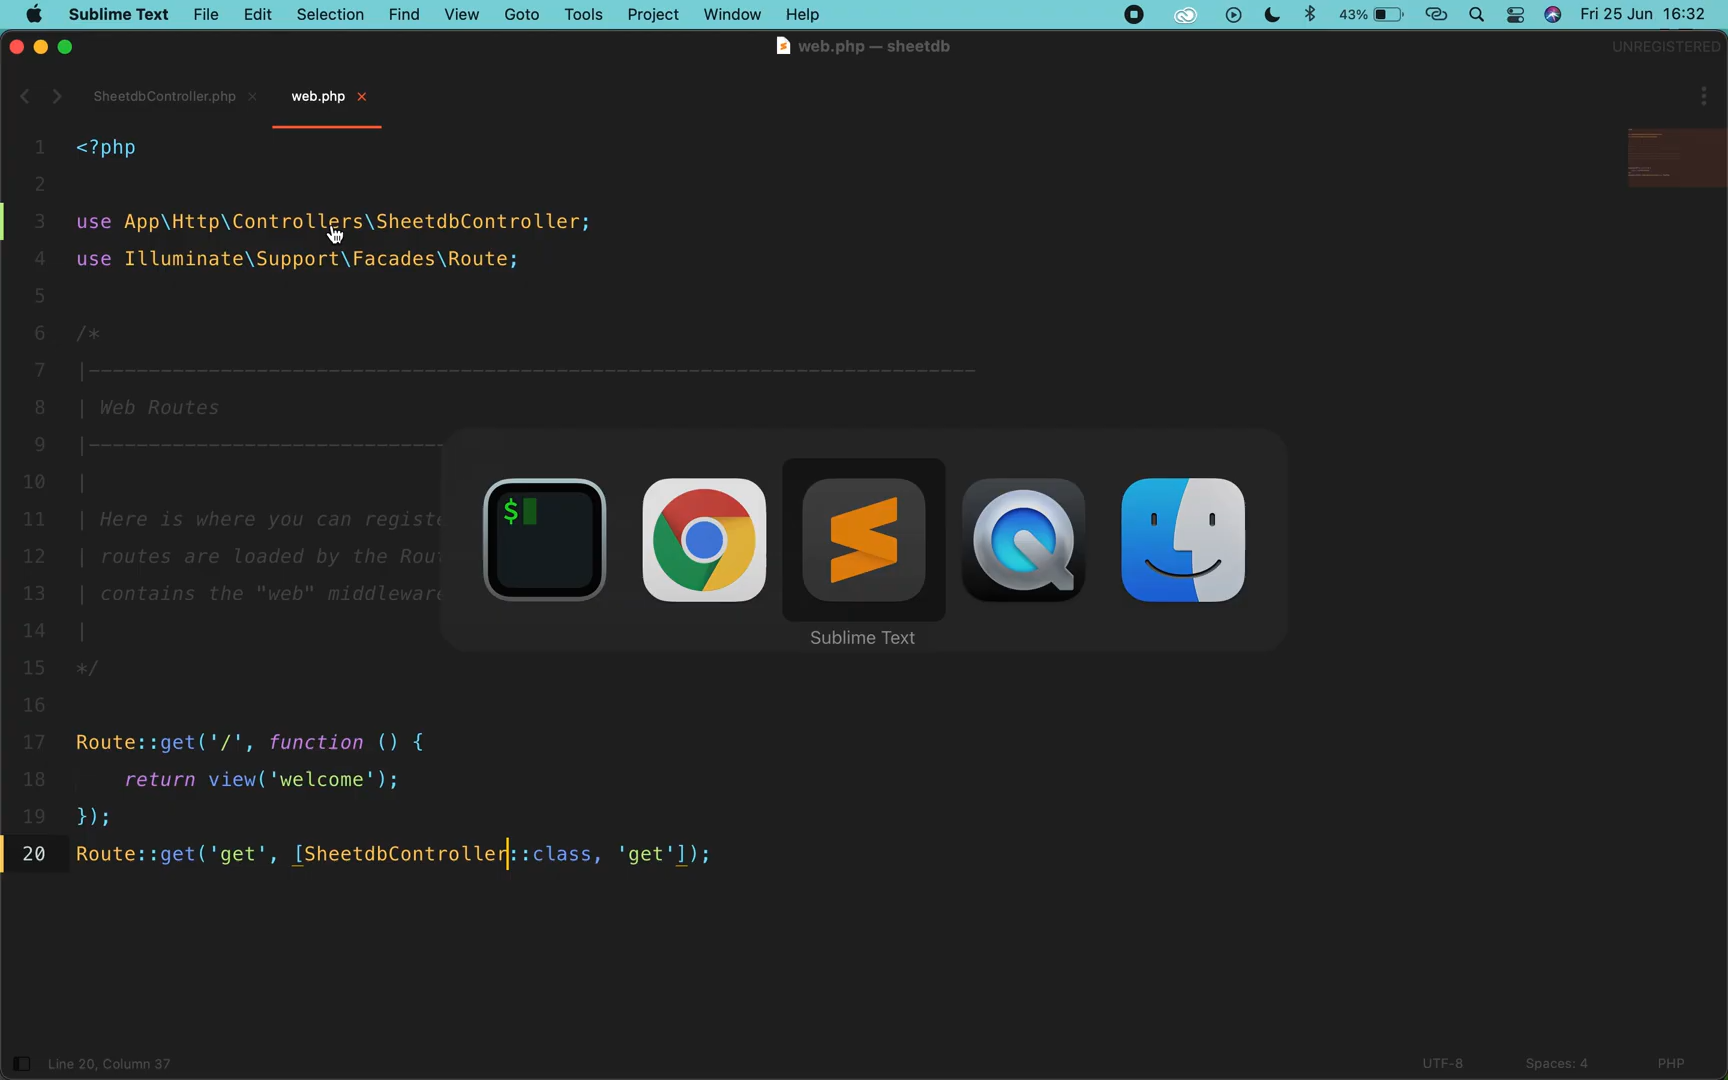 Sublime Text File Edit Selection Find View Goto Tools Project Window Help 43% Fri 25 Jun 16:32
web.php — sheetdb UNREGISTERED
SheetdbController.php web.php
1 <?php
2
3 use App\Http\Controllers\SheetdbController;
4 use Illuminate\Support\Facades\Route;
5
6 /*
7 |--------------------------------------------------------------------------
8 | Web Routes
9 |------------------------------
10 |
11 | Here is where you can registe
12 | routes are loaded by the Rout
13 | contains the "web" middleware
14 |
15 */
16
17 Route::get('/', function () {
18 return view('welcome');
19 });
20 Route::get('get', [SheetdbController::class, 'get']);
$
Sublime Text
Line 20, Column 37 UTF-8 Spaces: 4 PHP